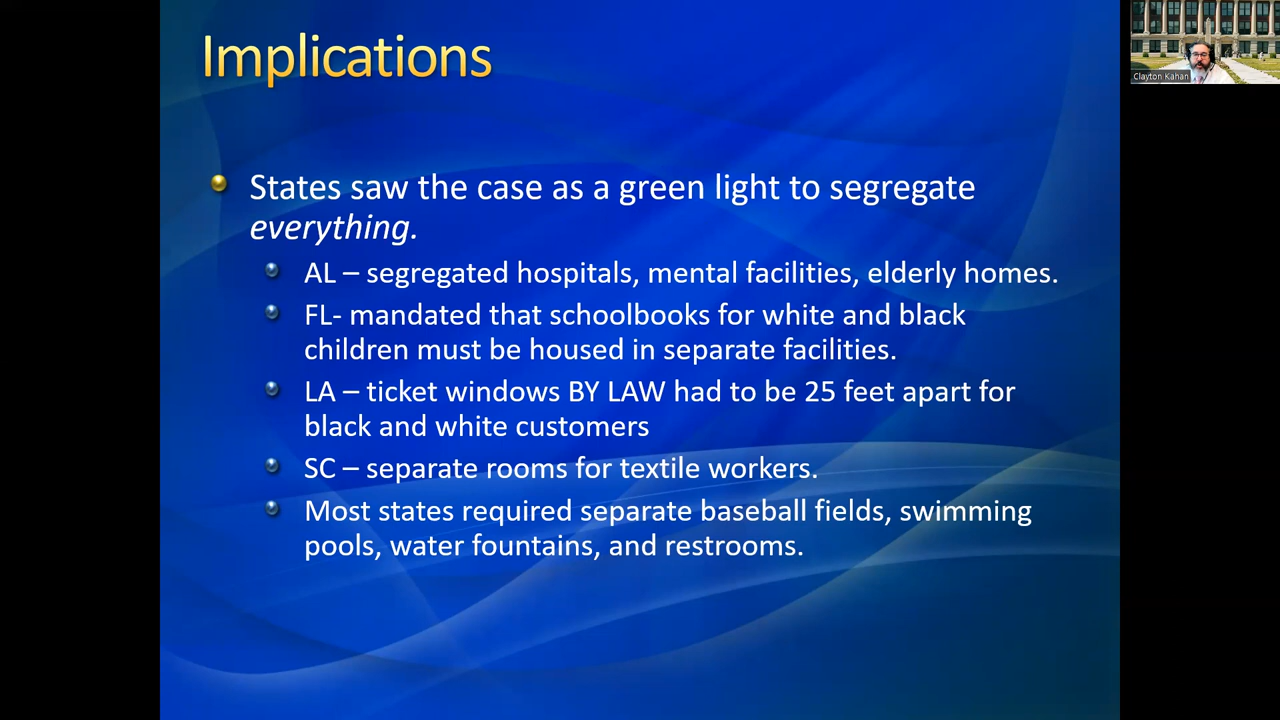 Implications
States saw the case as a green light to segregate
everything.
AL – segregated hospitals, mental facilities, elderly homes.
FL- mandated that schoolbooks for white and black
children must be housed in separate facilities.
LA – ticket windows BY LAW had to be 25 feet apart for
black and white customers
SC – separate rooms for textile workers.
Most states required separate baseball fields, swimming
pools, water fountains, and restrooms.
Clayton Kahan